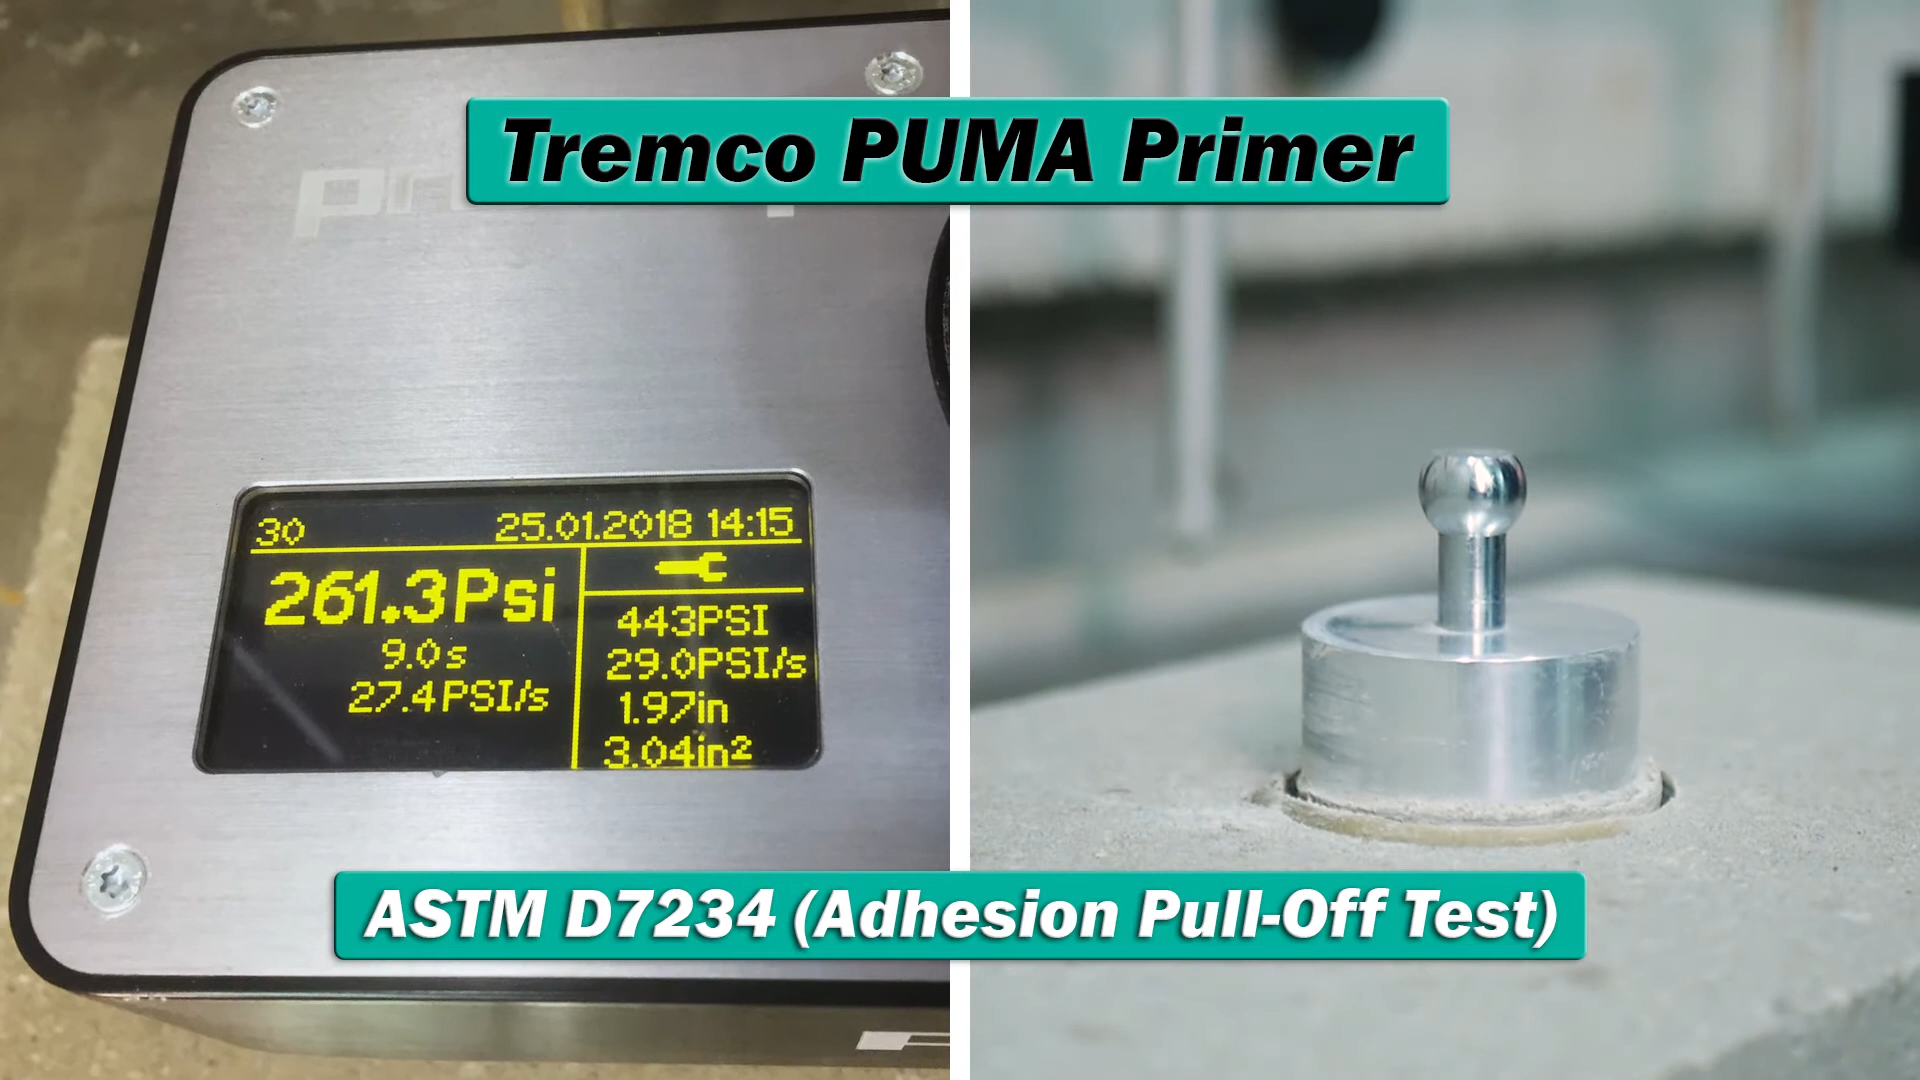 Tremco PUMA Primer
30
25.01.2018 14:15
261.3Psi
9.0s
27.4PSI/s
443PSI
29.0PSI/s
1.97in
3.04in²
ASTM D7234 (Adhesion Pull-Off Test)